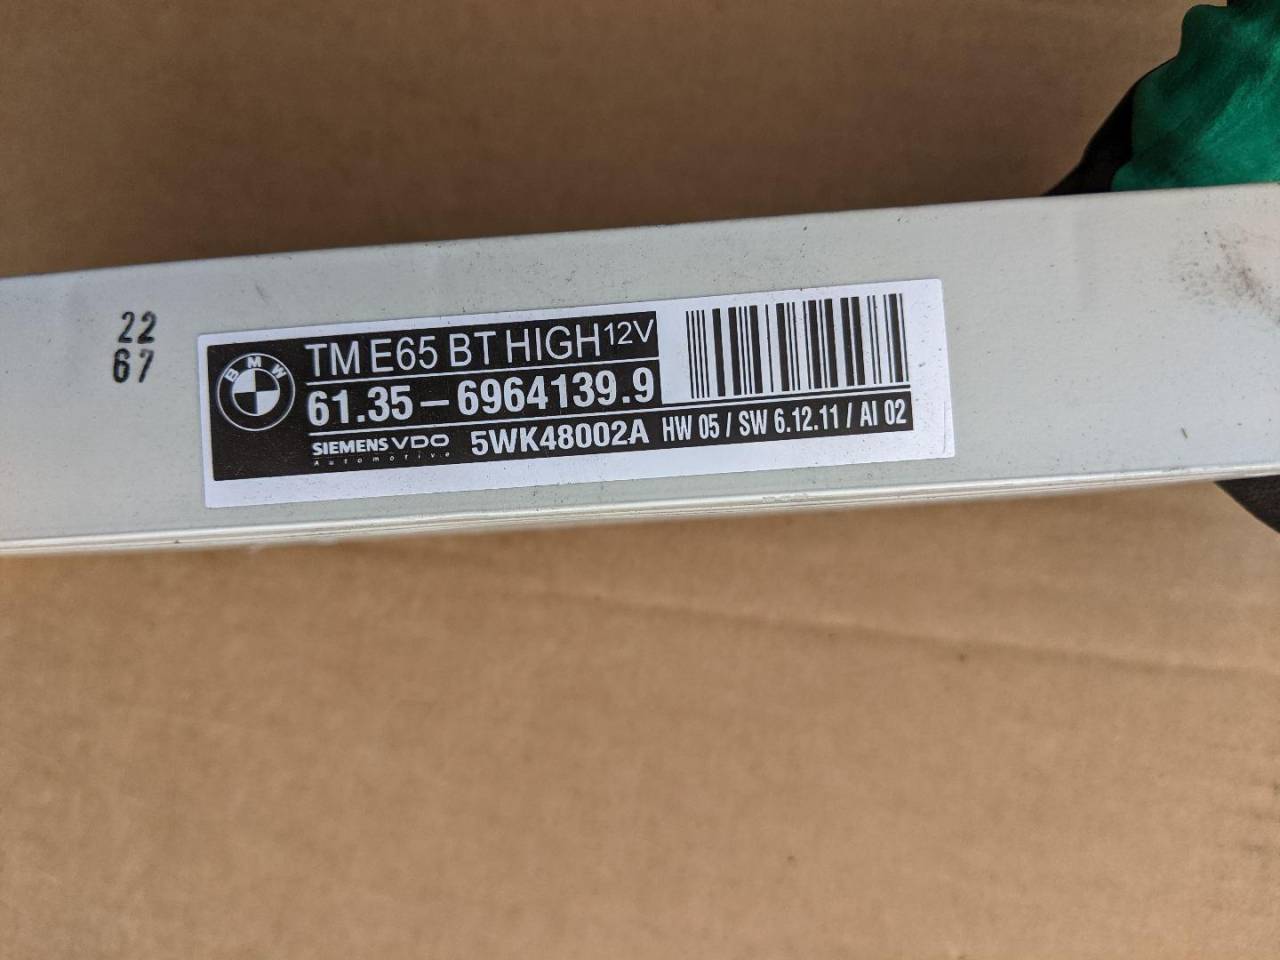 22
67
BMW
TM E65 BT HIGH 12V
61.35 – 6964139.9
SIEMENS VDO
Automotive
5WK48002A
HW 05 / SW 6.12.11 / AI 02